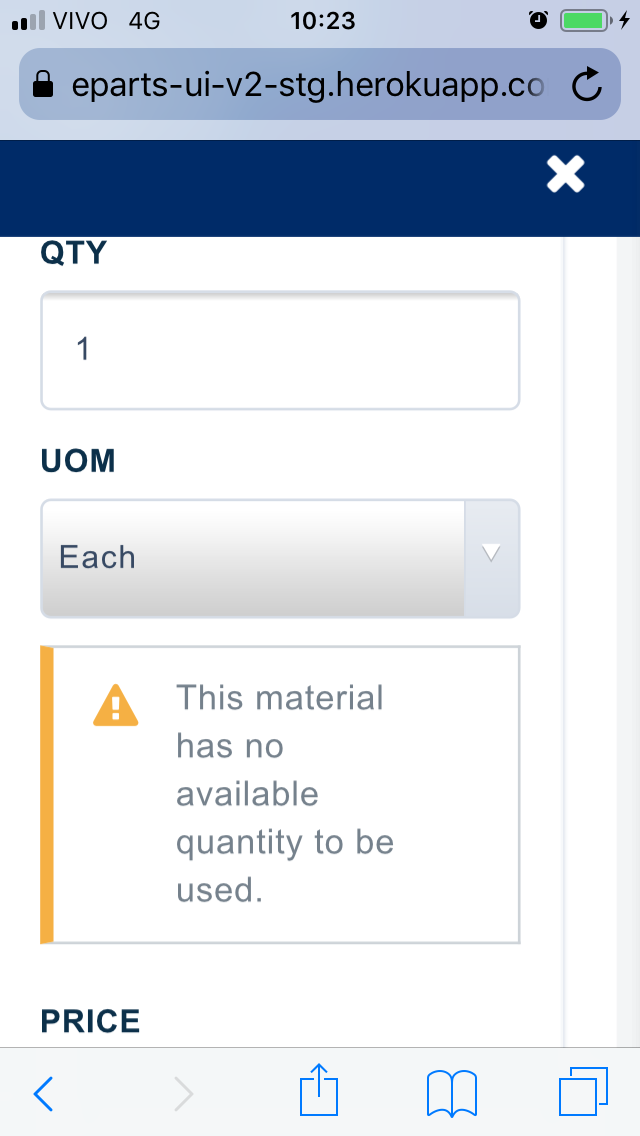 VIVO 4G 10:23
eparts-ui-v2-stg.herokuapp.co
QTY
1
UOM
Each
This material
has no
available
quantity to be
used.
PRICE